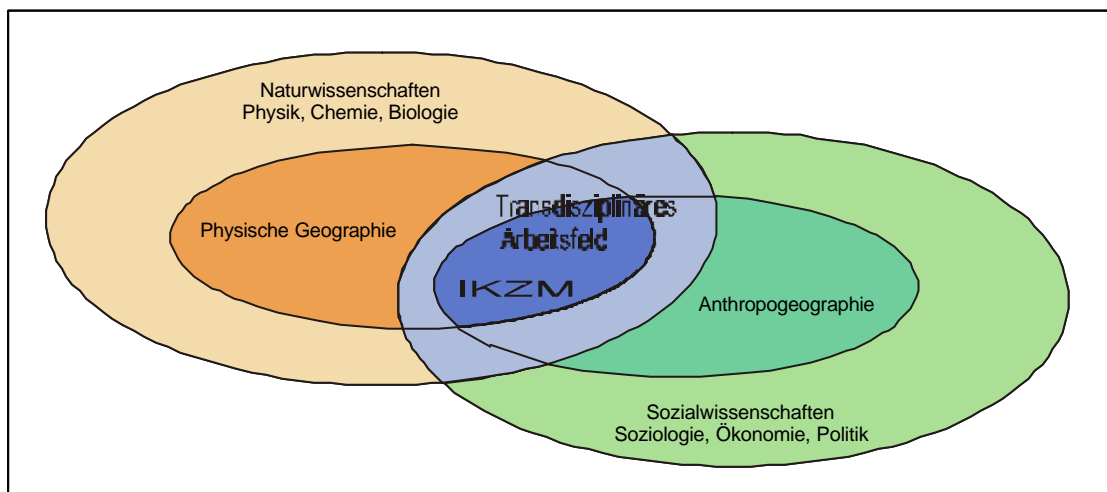 Naturwissenschaften
Physik, Chemie, Biologie
Transdisziplinäres
Arbeitsfeld
Physische Geographie
IKZM
Anthropogeographie
Sozialwissenschaften
Soziologie, Ökonomie, Politik